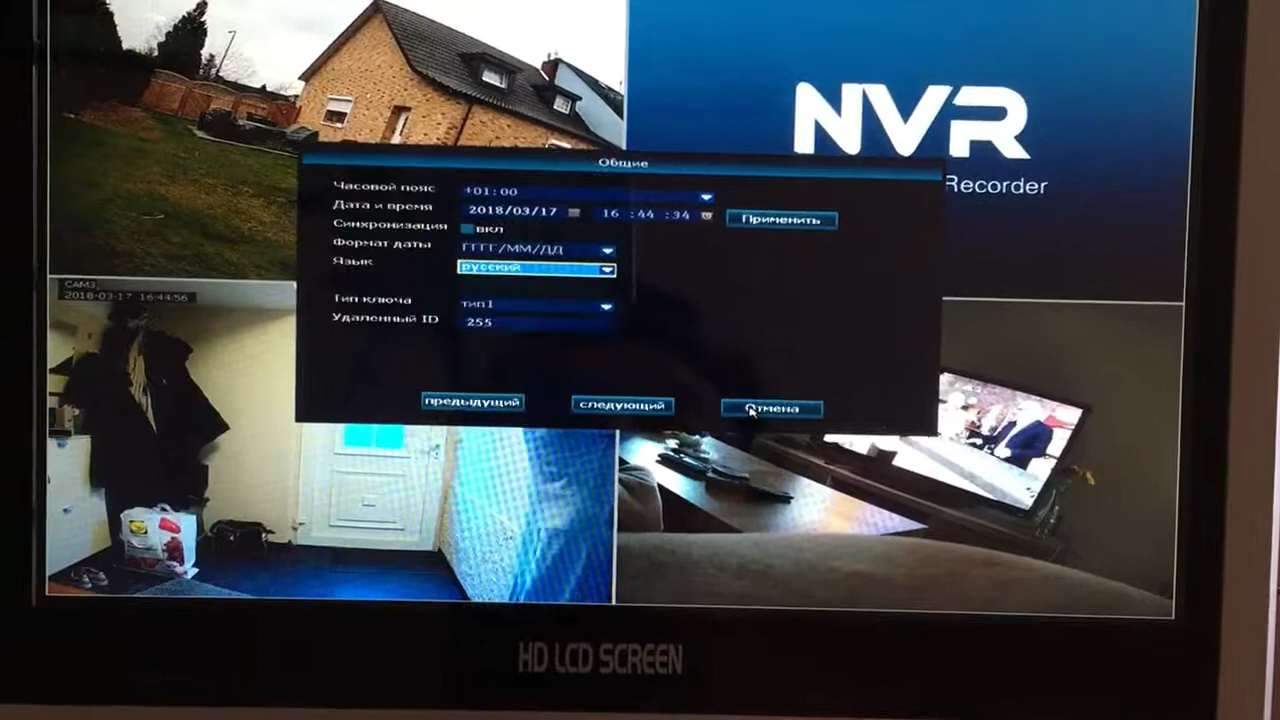 NVR
Recorder
Общие
Часовой пояс +01:00
Дата и время 2018/03/17 16 :44 :34 Применить
Синхронизация вкл
Формат даты ГГГГ/ММ/ДД
Язык русский
Тип ключа тип1
Удаленный ID 255
предыдущий следующий Отмена
CAM3
2018-03-17 16:44:56
HD LCD SCREEN